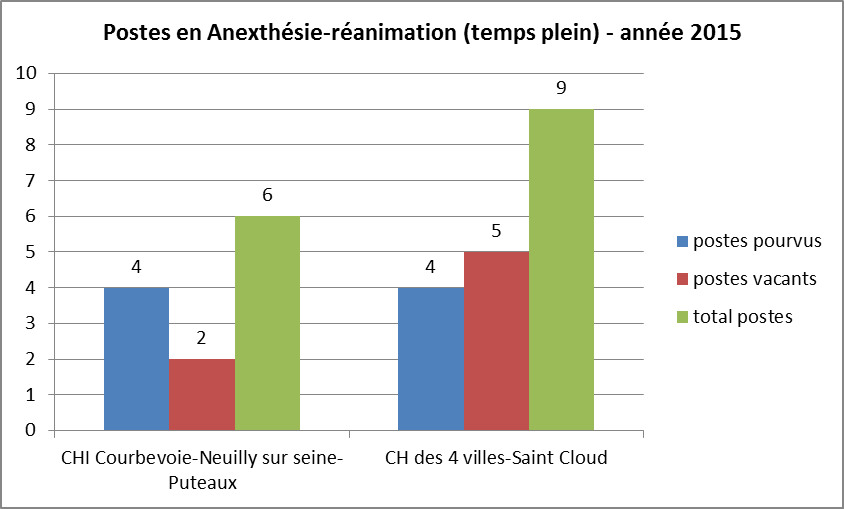 Postes en Anexthésie-réanimation (temps plein) - année 2015
10
9
8
7
6
5
4
3
2
1
0
4
2
6
4
5
9
CHI Courbevoie-Neuilly sur seine-
Puteaux
CH des 4 villes-Saint Cloud
postes pourvus
postes vacants
total postes